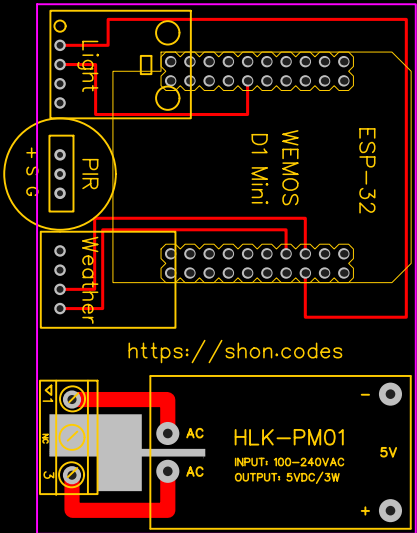 Light
ESP-32
WEMOS
D1 Mini
PIR
+ S G
Weather
https://shon.codes
1
NC
3
AC
AC
HLK-PM01
INPUT: 100-240VAC
OUTPUT: 5VDC/3W
-
5V
+